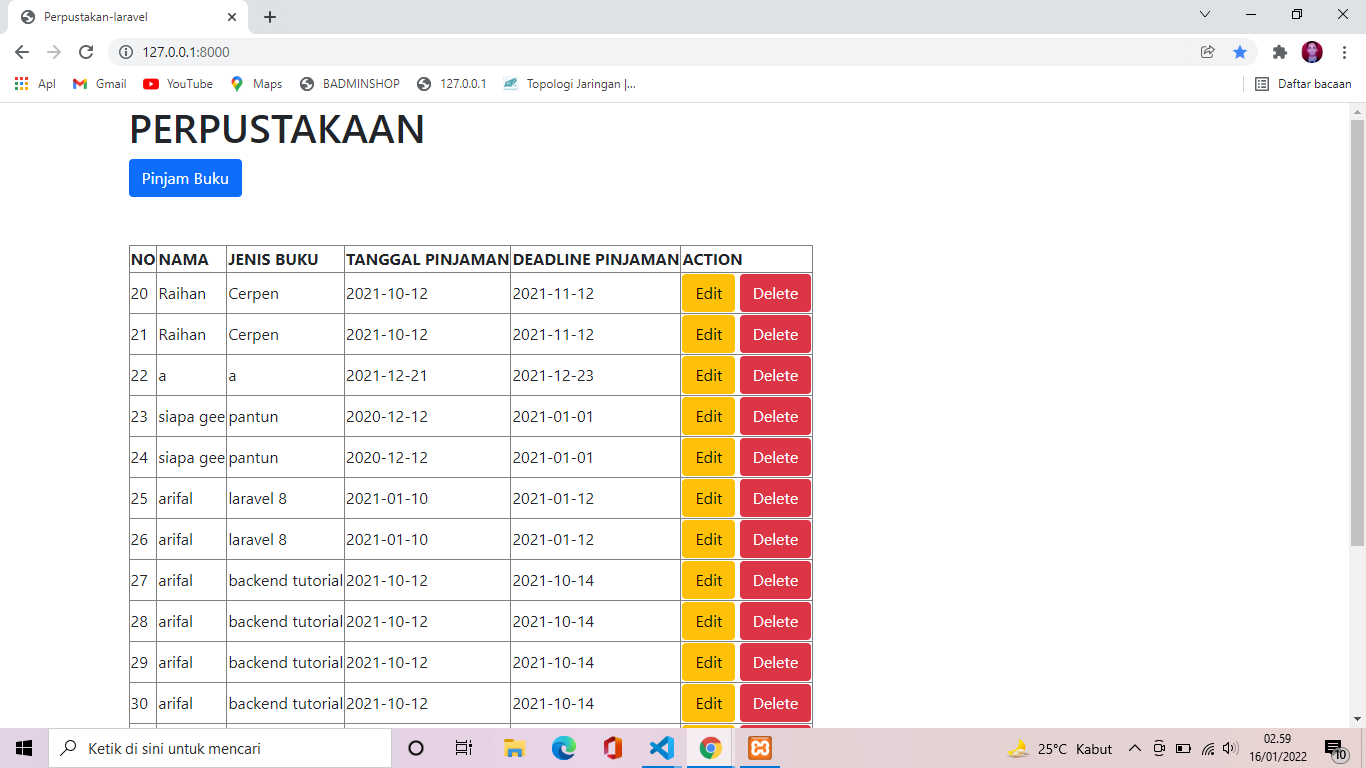 Perpustakan-laravel
127.0.0.1:8000
Apl Gmail YouTube Maps BADMINSHOP 127.0.0.1 Topologi Jaringan |... Daftar bacaan
PERPUSTAKAAN
Pinjam Buku
NO NAMA JENIS BUKU TANGGAL PINJAMAN DEADLINE PINJAMAN ACTION
20 Raihan Cerpen 2021-10-12 2021-11-12 Edit Delete
21 Raihan Cerpen 2021-10-12 2021-11-12 Edit Delete
22 a a 2021-12-21 2021-12-23 Edit Delete
23 siapa gee pantun 2020-12-12 2021-01-01 Edit Delete
24 siapa gee pantun 2020-12-12 2021-01-01 Edit Delete
25 arifal laravel 8 2021-01-10 2021-01-12 Edit Delete
26 arifal laravel 8 2021-01-10 2021-01-12 Edit Delete
27 arifal backend tutorial 2021-10-12 2021-10-14 Edit Delete
28 arifal backend tutorial 2021-10-12 2021-10-14 Edit Delete
29 arifal backend tutorial 2021-10-12 2021-10-14 Edit Delete
30 arifal backend tutorial 2021-10-12 2021-10-14 Edit Delete
Ketik di sini untuk mencari 25°C Kabut 02.59
16/01/2022 10